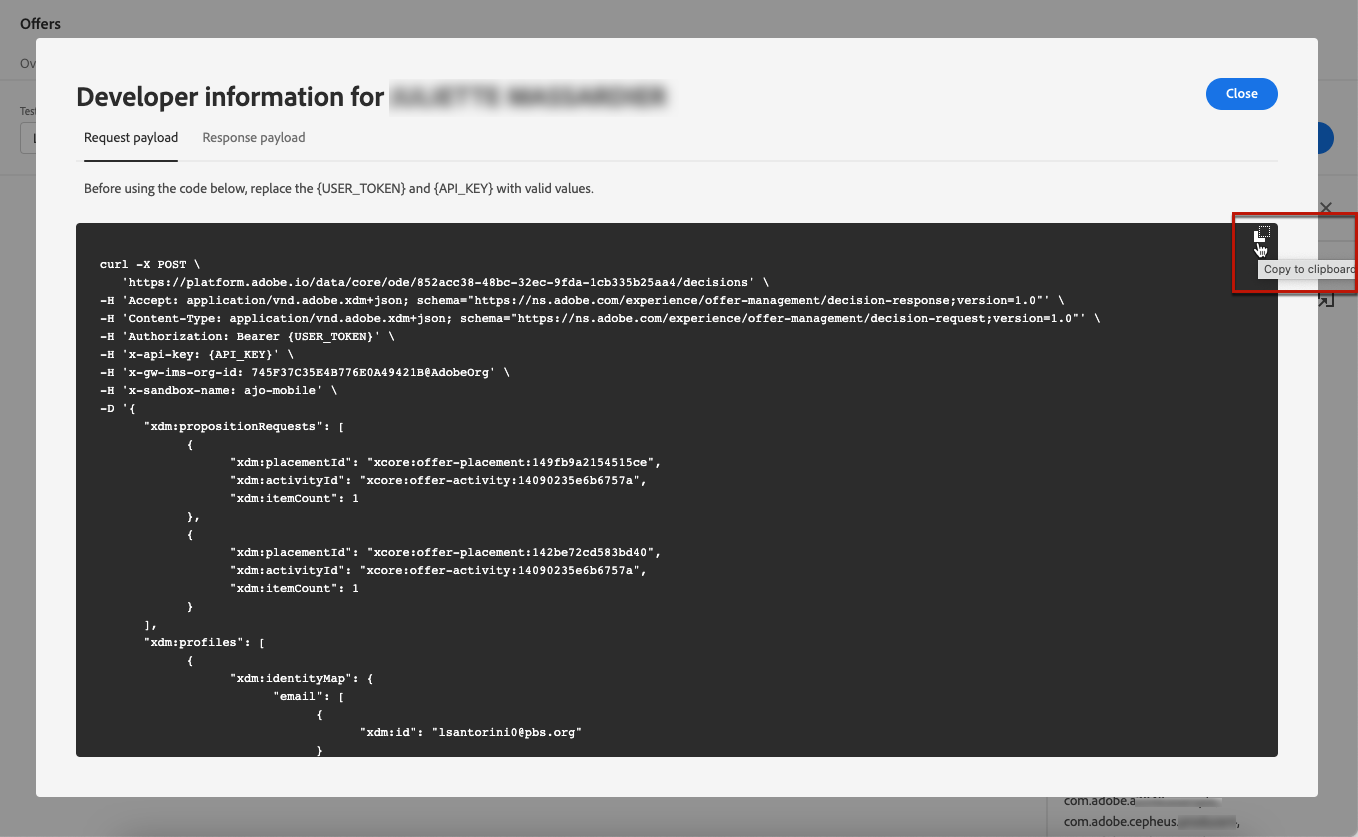 Offers
Ov
Test
Developer information for
Close
Request payload
Response payload
Before using the code below, replace the {USER_TOKEN} and {API_KEY} with valid values.
Copy to clipboard
curl -X POST \
'https://platform.adobe.io/data/core/ode/852acc38-48bc-32ec-9fda-1cb335b25aa4/decisions' \
-H 'Accept: application/vnd.adobe.xdm+json; schema="https://ns.adobe.com/experience/offer-management/decision-response;version=1.0"' \
-H 'Content-Type: application/vnd.adobe.xdm+json; schema="https://ns.adobe.com/experience/offer-management/decision-request;version=1.0"' \
-H 'Authorization: Bearer {USER_TOKEN}' \
-H 'x-api-key: {API_KEY}' \
-H 'x-gw-ims-org-id: 745F37C35E4B776E0A49421B@AdobeOrg' \
-H 'x-sandbox-name: ajo-mobile' \
-D '{
"xdm:propositionRequests": [
{
"xdm:placementId": "xcore:offer-placement:149fb9a2154515ce",
"xdm:activityId": "xcore:offer-activity:14090235e6b6757a",
"xdm:itemCount": 1
},
{
"xdm:placementId": "xcore:offer-placement:142be72cd583bd40",
"xdm:activityId": "xcore:offer-activity:14090235e6b6757a",
"xdm:itemCount": 1
}
],
"xdm:profiles": [
{
"xdm:identityMap": {
"email": [
{
"xdm:id": "lsantorini0@pbs.org"
}
com.adobe.a
com.adobe.cepheus.